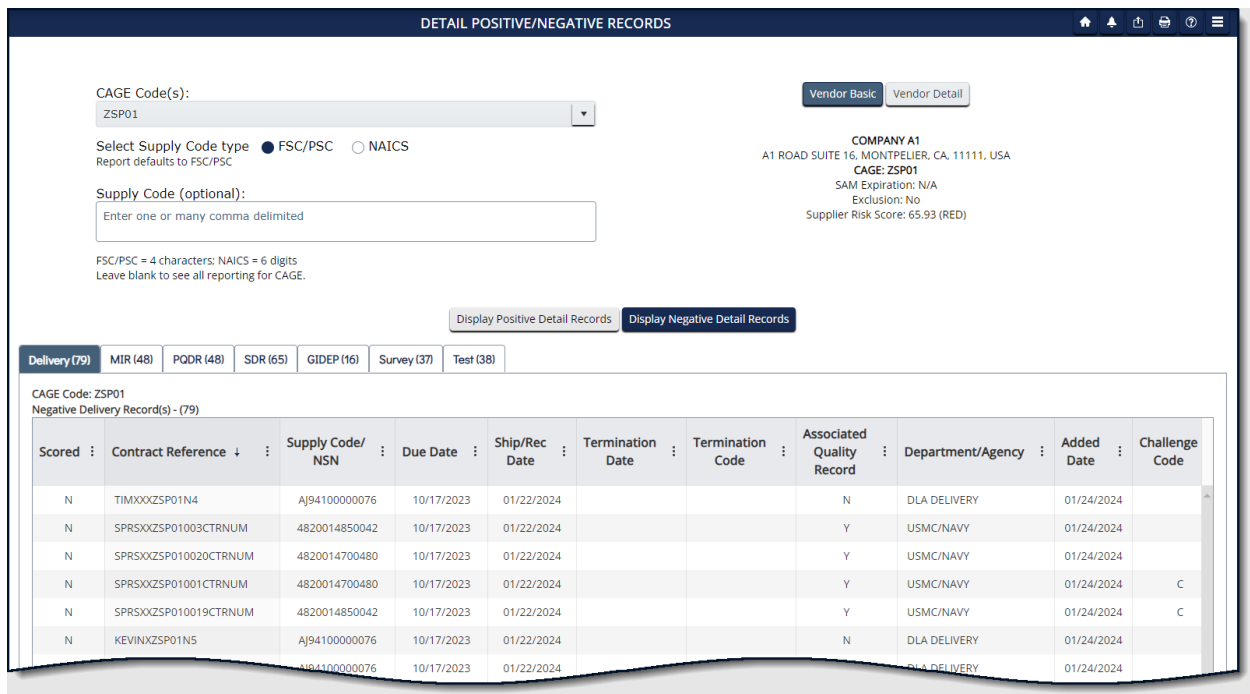 DETAIL POSITIVE/NEGATIVE RECORDS
CAGE Code(s):
ZSP01
Select Supply Code type FSC/PSC NAICS
Report defaults to FSC/PSC
Supply Code (optional):
Enter one or many comma delimited
FSC/PSC = 4 characters; NAICS = 6 digits
Leave blank to see all reporting for CAGE.
Vendor Basic Vendor Detail
COMPANY A1
A1 ROAD SUITE 16, MONTPELIER, CA, 11111, USA
CAGE: ZSP01
SAM Expiration: N/A
Exclusion: No
Supplier Risk Score: 65.93 (RED)
Display Positive Detail Records Display Negative Detail Records
Delivery (79) MIR (48) PQDR (48) SDR (65) GIDEP (16) Survey (37) Test (38)
CAGE Code: ZSP01
Negative Delivery Record(s) - (79)
Scored Contract Reference ↓ Supply Code/ NSN Due Date Ship/Rec Date Termination Date Termination Code Associated Quality Record Department/Agency Added Date Challenge Code
N TIMXXXZSP01N4 AJ94100000076 10/17/2023 01/22/2024 N DLA DELIVERY 01/24/2024
N SPRSXXZSP01003CTRNUM 4820014850042 10/17/2023 01/22/2024 Y USMC/NAVY 01/24/2024
N SPRSXXZSP010020CTRNUM 4820014700480 10/17/2023 01/22/2024 Y USMC/NAVY 01/24/2024
N SPRSXXZSP01001CTRNUM 4820014700480 10/17/2023 01/22/2024 Y USMC/NAVY 01/24/2024 C
N SPRSXXZSP010019CTRNUM 4820014850042 10/17/2023 01/22/2024 Y USMC/NAVY 01/24/2024 C
N KEVINXZSP01N5 AJ94100000076 10/17/2023 01/22/2024 N DLA DELIVERY 01/24/2024
AJ94100000076 10/17/2023 01/22/2024 DLA DELIVERY 01/24/2024